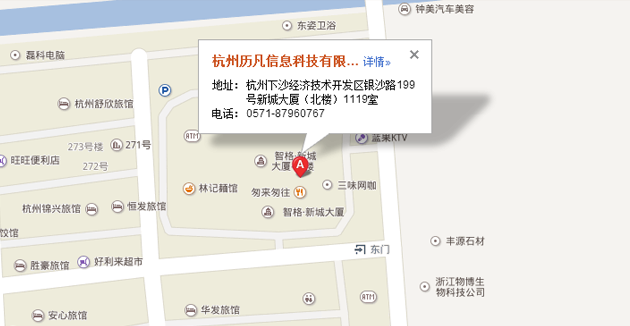 钟美汽车美容
东姿卫浴
磊科电脑
杭州历凡信息科技有限... 详情»
地址：杭州下沙经济技术开发区银沙路199
号新城大厦（北楼）1119室
电话：0571-87960767
P
杭州舒欣旅馆
ATM
蓝果KTV
273号楼
271号
272号
旺旺便利店
智格·新城
大厦
楼
A
林记麺馆
匆来匆往
三味网咖
杭州锦兴旅馆
恒发旅馆
智格·新城大厦
饺馆
东门
丰源石材
胜豪旅馆
好利来超市
浙江物博生
物科技公司
ATM
安心旅馆
华发旅馆